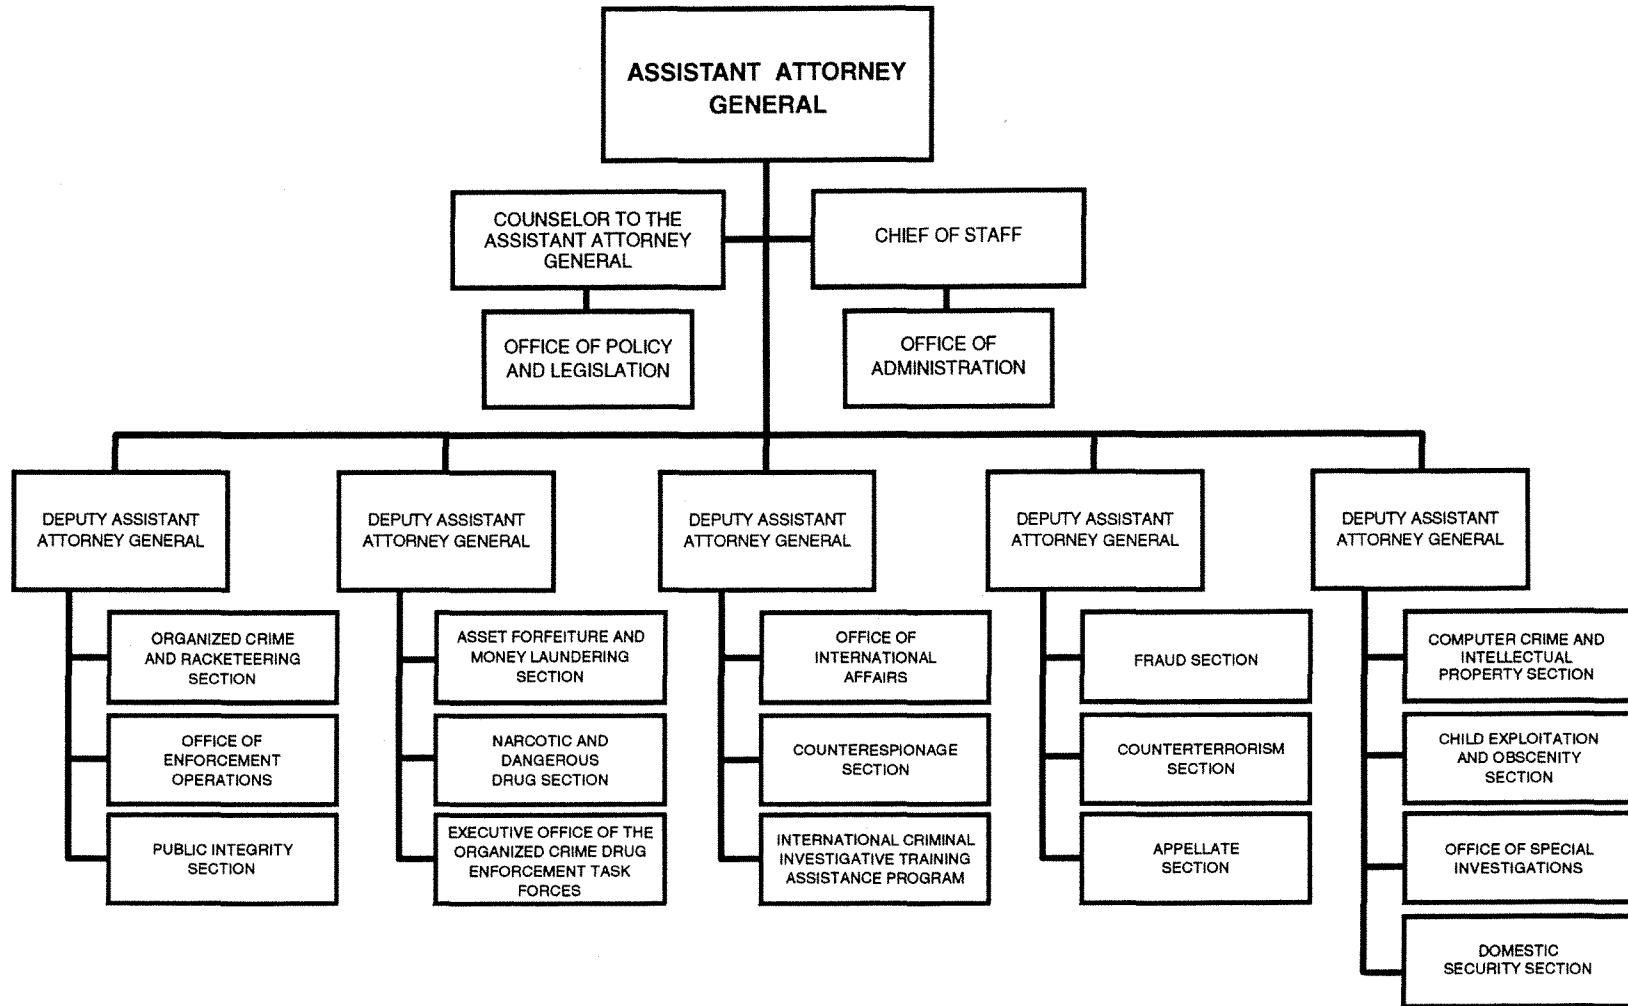 ASSISTANT ATTORNEY
GENERAL
COUNSELOR TO THE
ASSISTANT ATTORNEY
GENERAL
CHIEF OF STAFF
OFFICE OF POLICY
AND LEGISLATION
OFFICE OF
ADMINISTRATION
DEPUTY ASSISTANT
ATTORNEY GENERAL
DEPUTY ASSISTANT
ATTORNEY GENERAL
DEPUTY ASSISTANT
ATTORNEY GENERAL
DEPUTY ASSISTANT
ATTORNEY GENERAL
DEPUTY ASSISTANT
ATTORNEY GENERAL
ORGANIZED CRIME
AND RACKETEERING
SECTION
OFFICE OF
ENFORCEMENT
OPERATIONS
PUBLIC INTEGRITY
SECTION
ASSET FORFEITURE AND
MONEY LAUNDERING
SECTION
NARCOTIC AND
DANGEROUS
DRUG SECTION
EXECUTIVE OFFICE OF THE
ORGANIZED CRIME DRUG
ENFORCEMENT TASK
FORCES
OFFICE OF
INTERNATIONAL
AFFAIRS
COUNTERESPIONAGE
SECTION
INTERNATIONAL CRIMINAL
INVESTIGATIVE TRAINING
ASSISTANCE PROGRAM
FRAUD SECTION
COUNTERTERRORISM
SECTION
APPELLATE
SECTION
COMPUTER CRIME AND
INTELLECTUAL
PROPERTY SECTION
CHILD EXPLOITATION
AND OBSCENITY
SECTION
OFFICE OF SPECIAL
INVESTIGATIONS
DOMESTIC
SECURITY SECTION